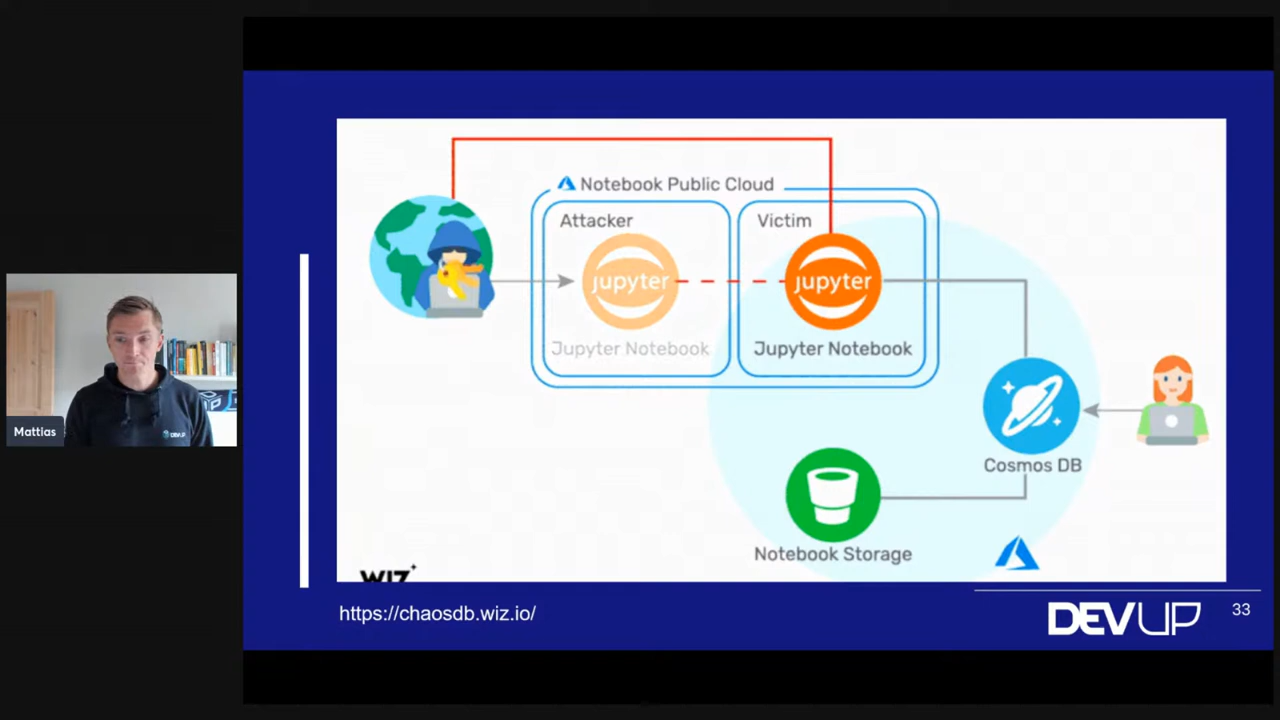 Notebook Public Cloud
Attacker
Victim
jupyter
jupyter
Jupyter Notebook
Jupyter Notebook
Cosmos DB
Notebook Storage
WIZ
https://chaosdb.wiz.io/
DEVUP
33
Mattias
DEVUP